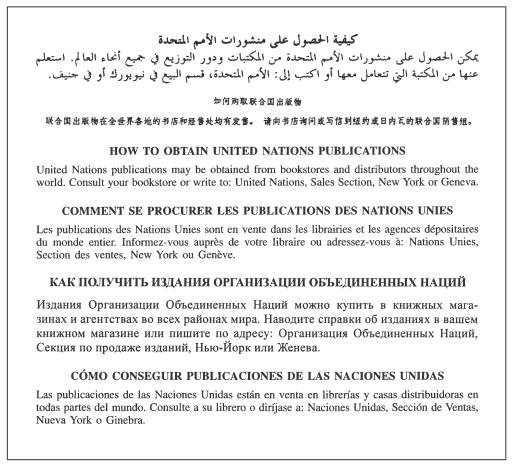 كيفية الحصول على منشورات الأمم المتحدة
يمكن الحصول على منشورات الأمم المتحدة من المكتبات ودور التوزيع في جميع أنحاء العالم. استعلم
عنها من المكتبة التي تتعامل معها أو اكتب إلى: الأمم المتحدة، قسم البيع في نيويورك أو في جنيف.
如何购取联合国出版物
联合国出版物在全世界各地的书店和经售处均有发售。 请向书店询问或写信到纽约或日内瓦的联合国销售组。
HOW TO OBTAIN UNITED NATIONS PUBLICATIONS
United Nations publications may be obtained from bookstores and distributors throughout the
world. Consult your bookstore or write to: United Nations, Sales Section, New York or Geneva.
COMMENT SE PROCURER LES PUBLICATIONS DES NATIONS UNIES
Les publications des Nations Unies sont en vente dans les librairies et les agences dépositaires
du monde entier. Informez-vous auprès de votre libraire ou adressez-vous à: Nations Unies,
Section des ventes, New York ou Genève.
КАК ПОЛУЧИТЬ ИЗДАНИЯ ОРГАНИЗАЦИИ ОБЪЕДИНЕННЫХ НАЦИЙ
Издания Организации Объединенных Наций можно купить в книжных мага-
зинах и агентствах во всех районах мира. Наводите справки об изданиях в вашем
книжном магазине или пишите по адресу: Организация Объединенных Наций,
Секция по продаже изданий, Нью-Йорк или Женева.
CÓMO CONSEGUIR PUBLICACIONES DE LAS NACIONES UNIDAS
Las publicaciones de las Naciones Unidas están en venta en librerías y casas distribuidoras en
todas partes del mundo. Consulte a su librero o diríjase a: Naciones Unidas, Sección de Ventas,
Nueva York o Ginebra.